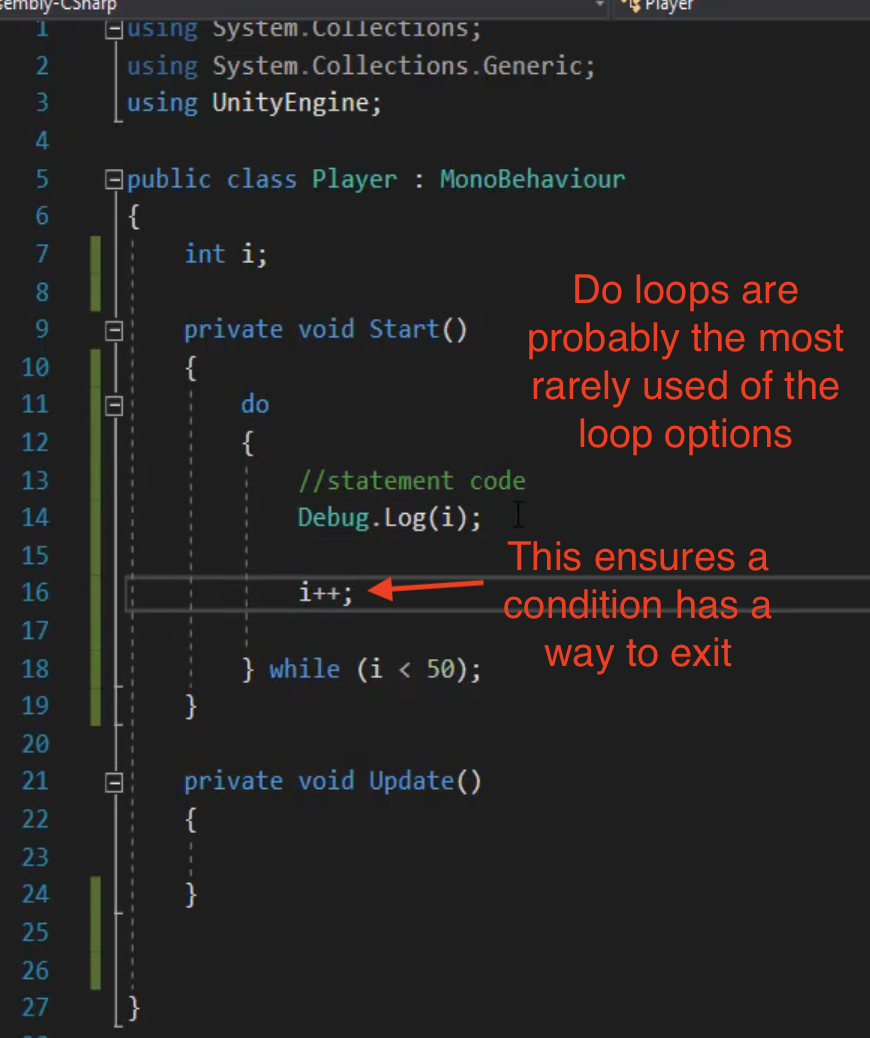 Player
1 using System.Collections;
2 using System.Collections.Generic;
3 using UnityEngine;
4
5 public class Player : MonoBehaviour
6 {
7 int i;
8
9 private void Start()
10 {
11 do
12 {
13 //statement code
14 Debug.Log(i);
15
16 i++;
17
18 } while (i < 50);
19 }
20
21 private void Update()
22 {
23
24 }
25
26
27 }
Do loops are
probably the most
rarely used of the
loop options
This ensures a
condition has a
way to exit